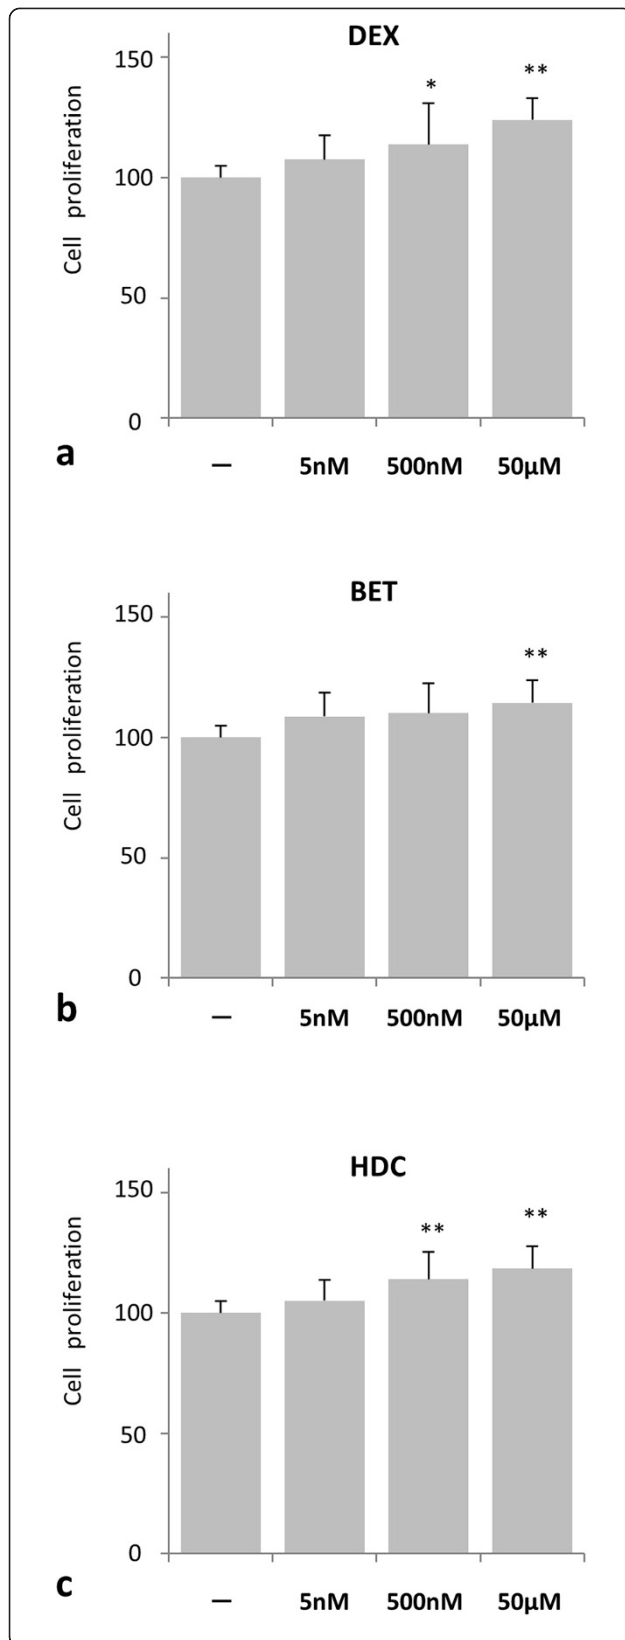 DEX
150
*
**
100
50
0
Cell proliferation
a
— 5nM 500nM 50µM
BET
150
**
100
50
0
Cell proliferation
b
— 5nM 500nM 50µM
HDC
150
**
**
100
50
0
Cell proliferation
c
— 5nM 500nM 50µM